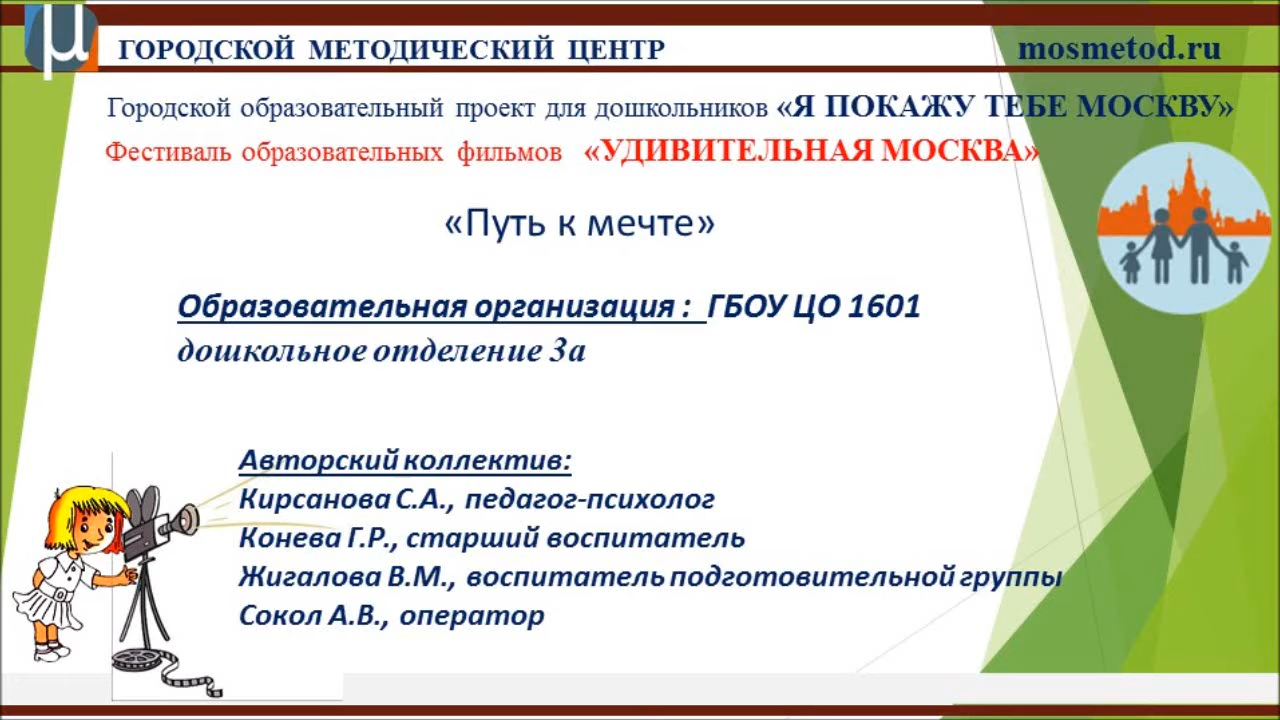 μ ГОРОДСКОЙ МЕТОДИЧЕСКИЙ ЦЕНТР mosmetod.ru
Городской образовательный проект для дошкольников «Я ПОКАЖУ ТЕБЕ МОСКВУ»
Фестиваль образовательных фильмов «УДИВИТЕЛЬНАЯ МОСКВА»
«Путь к мечте»
Образовательная организация : ГБОУ ЦО 1601
дошкольное отделение 3а
Авторский коллектив:
Кирсанова С.А., педагог-психолог
Конева Г.Р., старший воспитатель
Жигалова В.М., воспитатель подготовительной группы
Сокол А.В., оператор